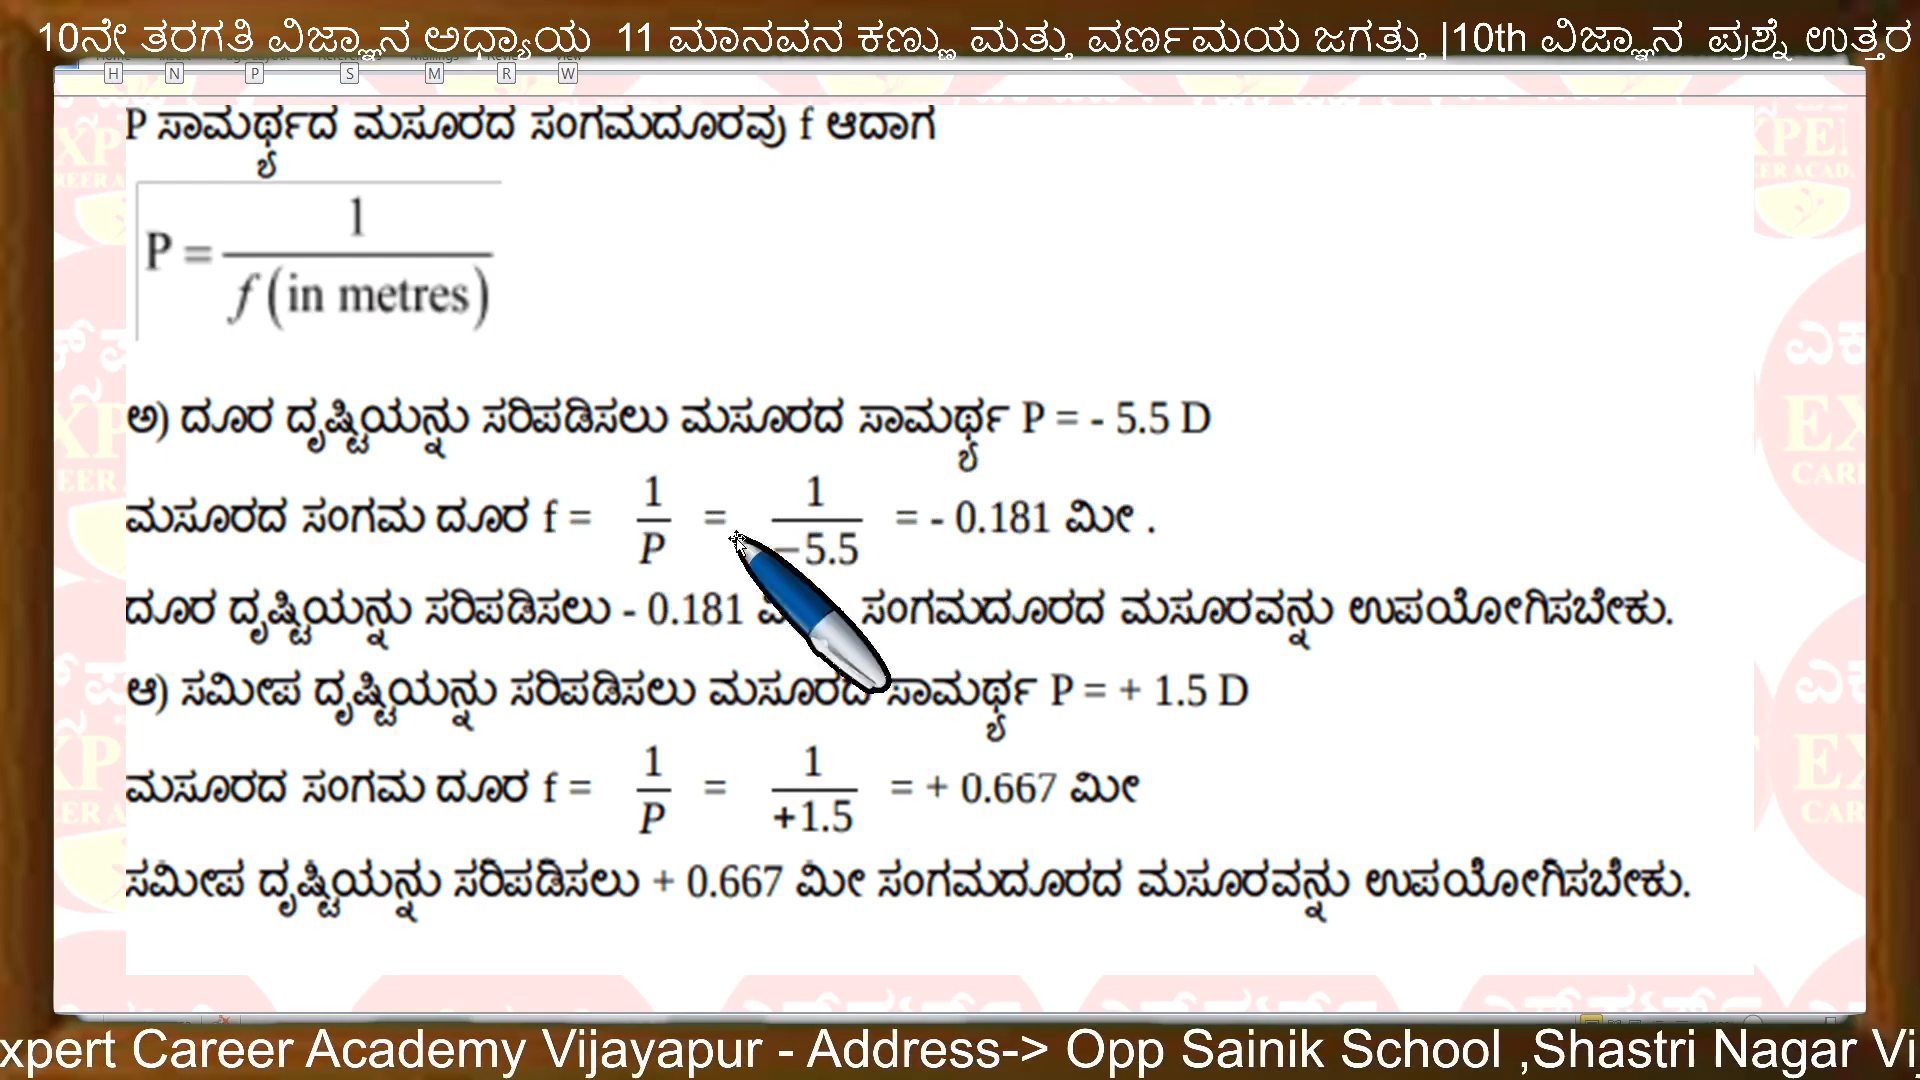 10ನೇ ತರಗತಿ ವಿಜ್ಞಾನ ಅಧ್ಯಾಯ 11 ಮಾನವನ ಕಣ್ಣು ಮತ್ತು ವರ್ಣಮಯ ಜಗತ್ತು |10th ವಿಜ್ಞಾನ ಪ್ರಶ್ನೆ ಉತ್ತರ
H N P S M R W
P ಸಾಮರ್ಥ್ಯದ ಮಸೂರದ ಸಂಗಮದೂರವು f ಆದಾಗ
P = 1 / f (in metres)
ಅ) ದೂರ ದೃಷ್ಟಿಯನ್ನು ಸರಿಪಡಿಸಲು ಮಸೂರದ ಸಾಮರ್ಥ್ಯ P = - 5.5 D
ಮಸೂರದ ಸಂಗಮ ದೂರ f = 1/P = 1/−5.5 = - 0.181 ಮೀ .
ದೂರ ದೃಷ್ಟಿಯನ್ನು ಸರಿಪಡಿಸಲು - 0.181 ಸಂಗಮದೂರದ ಮಸೂರವನ್ನು ಉಪಯೋಗಿಸಬೇಕು.
ಆ) ಸಮೀಪ ದೃಷ್ಟಿಯನ್ನು ಸರಿಪಡಿಸಲು ಮಸೂರದ ಸಾಮರ್ಥ್ಯ P = + 1.5 D
ಮಸೂರದ ಸಂಗಮ ದೂರ f = 1/P = 1/+1.5 = + 0.667 ಮೀ
ಸಮೀಪ ದೃಷ್ಟಿಯನ್ನು ಸರಿಪಡಿಸಲು + 0.667 ಮೀ ಸಂಗಮದೂರದ ಮಸೂರವನ್ನು ಉಪಯೋಗಿಸಬೇಕು.
xpert Career Academy Vijayapur - Address-> Opp Sainik School ,Shastri Nagar Vij